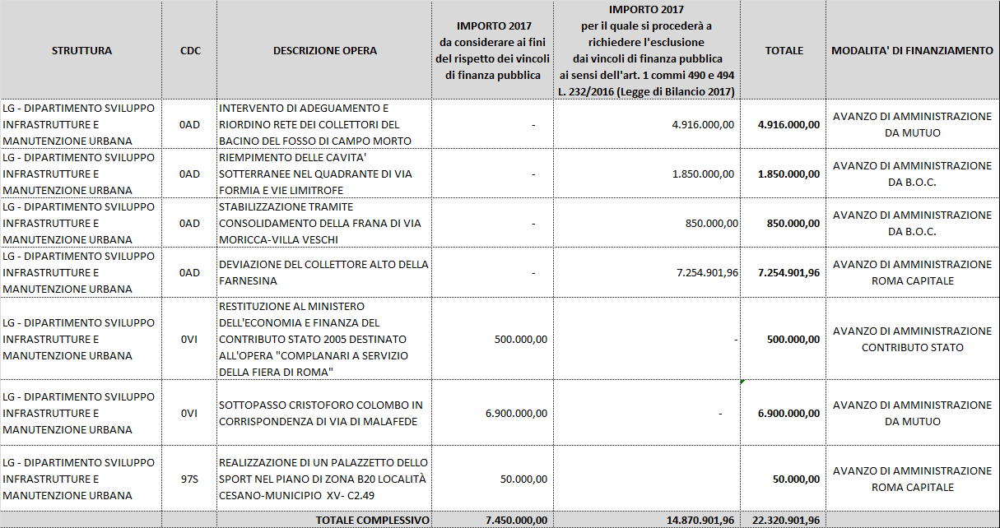 STRUTTURA
CDC
DESCRIZIONE OPERA
IMPORTO 2017
da considerare ai fini
del rispetto dei vincoli
di finanza pubblica
IMPORTO 2017
per il quale si procederà a
richiedere l'esclusione
dai vincoli di finanza pubblica
ai sensi dell'art. 1 commi 490 e 494
L. 232/2016 (Legge di Bilancio 2017)
TOTALE
MODALITA' DI FINANZIAMENTO
LG - DIPARTIMENTO SVILUPPO
INFRASTRUTTURE E
MANUTENZIONE URBANA
0AD
INTERVENTO DI ADEGUAMENTO E
RIORDINO RETE DEI COLLETTORI DEL
BACINO DEL FOSSO DI CAMPO MORTO
-
4.916.000,00
4.916.000,00
AVANZO DI AMMINISTRAZIONE
DA MUTUO
LG - DIPARTIMENTO SVILUPPO
INFRASTRUTTURE E
MANUTENZIONE URBANA
0AD
RIEMPIMENTO DELLE CAVITA'
SOTTERRANEE NEL QUADRANTE DI VIA
FORMIA E VIE LIMITROFE
-
1.850.000,00
1.850.000,00
AVANZO DI AMMINISTRAZIONE
DA B.O.C.
LG - DIPARTIMENTO SVILUPPO
INFRASTRUTTURE E
MANUTENZIONE URBANA
0AD
STABILIZZAZIONE TRAMITE
CONSOLIDAMENTO DELLA FRANA DI VIA
MORICCA-VILLA VESCHI
-
850.000,00
850.000,00
AVANZO DI AMMINISTRAZIONE
DA B.O.C.
LG - DIPARTIMENTO SVILUPPO
INFRASTRUTTURE E
MANUTENZIONE URBANA
0AD
DEVIAZIONE DEL COLLETTORE ALTO DELLA
FARNESINA
-
7.254.901,96
7.254.901,96
AVANZO DI AMMINISTRAZIONE
ROMA CAPITALE
LG - DIPARTIMENTO SVILUPPO
INFRASTRUTTURE E
MANUTENZIONE URBANA
0VI
RESTITUZIONE AL MINISTERO
DELL'ECONOMIA E FINANZA DEL
CONTRIBUTO STATO 2005 DESTINATO
ALL'OPERA "COMPLANARI A SERVIZIO
DELLA FIERA DI ROMA"
500.000,00
-
500.000,00
AVANZO DI AMMINISTRAZIONE
CONTRIBUTO STATO
LG - DIPARTIMENTO SVILUPPO
INFRASTRUTTURE E
MANUTENZIONE URBANA
0VI
SOTTOPASSO CRISTOFORO COLOMBO IN
CORRISPONDENZA DI VIA DI MALAFEDE
6.900.000,00
-
6.900.000,00
AVANZO DI AMMINISTRAZIONE
DA MUTUO
LG - DIPARTIMENTO SVILUPPO
INFRASTRUTTURE E
MANUTENZIONE URBANA
97S
REALIZZAZIONE DI UN PALAZZETTO DELLO
SPORT NEL PIANO DI ZONA B20 LOCALITÀ
CESANO-MUNICIPIO XV- C2.49
50.000,00
50.000,00
AVANZO DI AMMINISTRAZIONE
ROMA CAPITALE
TOTALE COMPLESSIVO
7.450.000,00
14.870.901,96
22.320.901,96